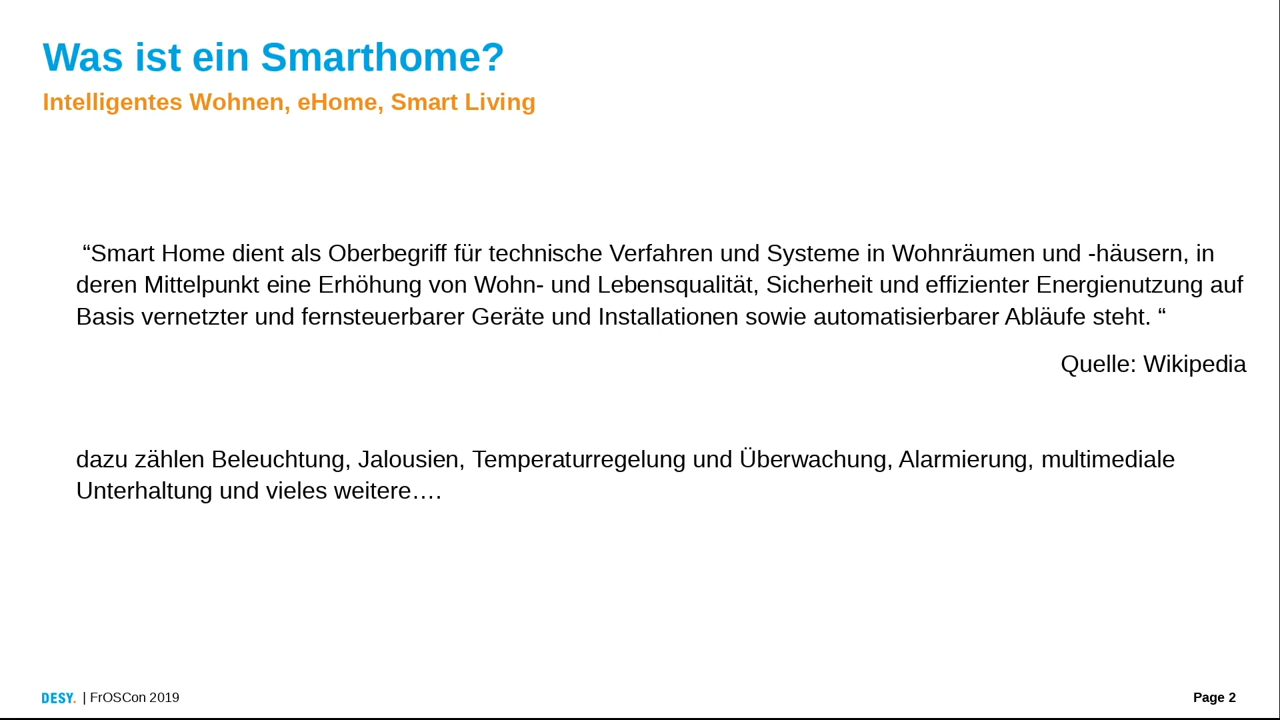 Was ist ein Smarthome?
Intelligentes Wohnen, eHome, Smart Living
“Smart Home dient als Oberbegriff für technische Verfahren und Systeme in Wohnräumen und -häusern, in
deren Mittelpunkt eine Erhöhung von Wohn- und Lebensqualität, Sicherheit und effizienter Energienutzung auf
Basis vernetzter und fernsteuerbarer Geräte und Installationen sowie automatisierbarer Abläufe steht. “
Quelle: Wikipedia
dazu zählen Beleuchtung, Jalousien, Temperaturregelung und Überwachung, Alarmierung, multimediale
Unterhaltung und vieles weitere….
DESY. | FrOSCon 2019
Page 2